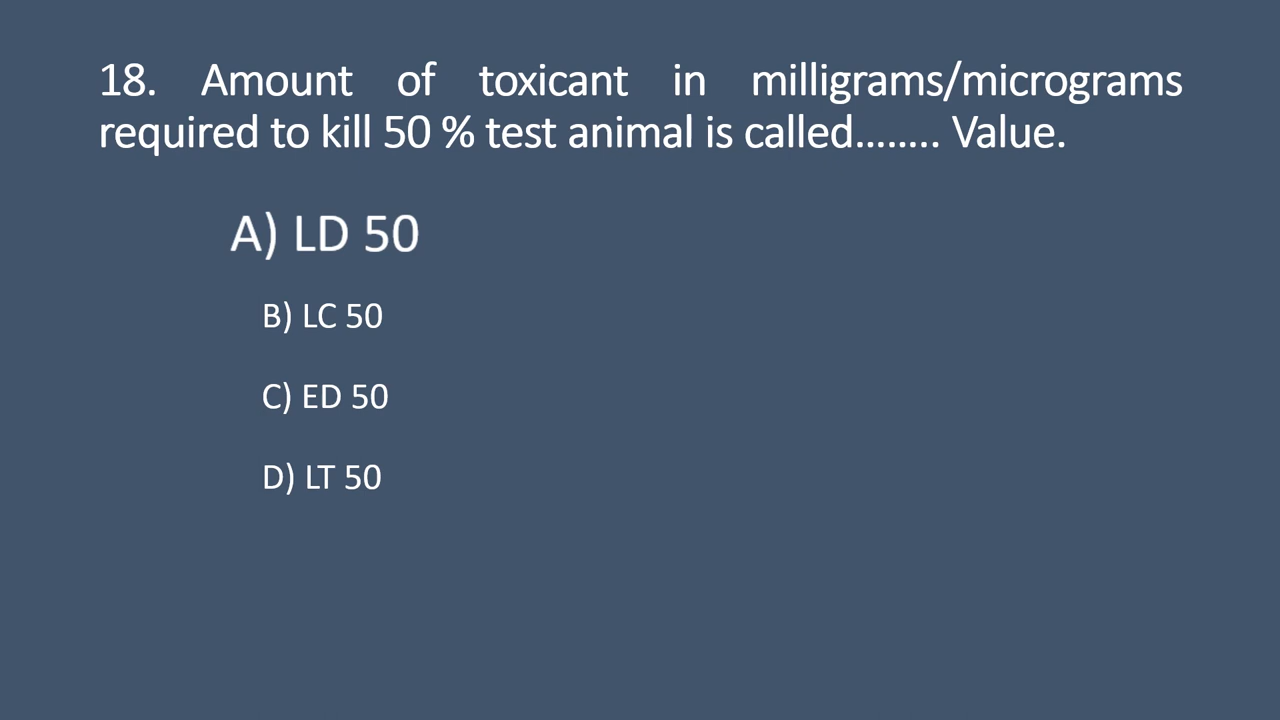 18. Amount of toxicant in milligrams/micrograms
required to kill 50 % test animal is called........ Value.
A) LD 50
B) LC 50
C) ED 50
D) LT 50